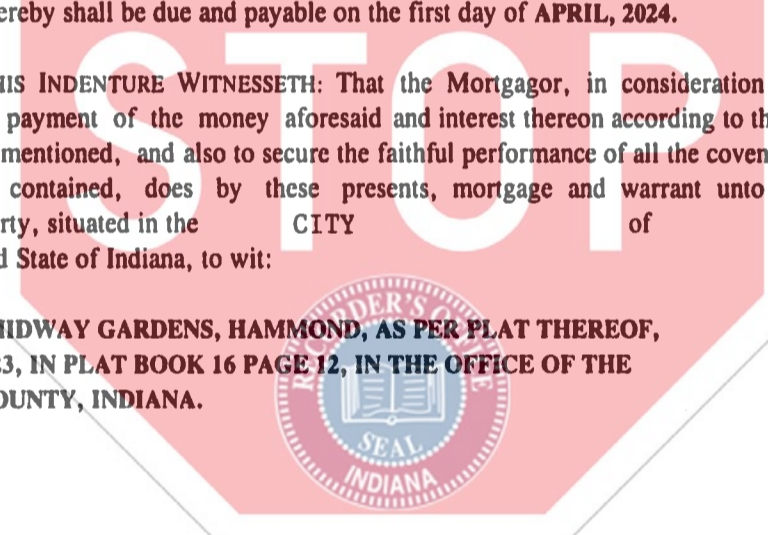 ereby shall be due and payable on the first day of APRIL, 2024.
STOP
HIS INDENTURE WITNESSETH: That the Mortgagor, in consideration
payment of the money aforesaid and interest thereon according to th
mentioned, and also to secure the faithful performance of all the coven
contained, does by these presents, mortgage and warrant unto
rty, situated in the CITY of
d State of Indiana, to wit:
MIDWAY GARDENS, HAMMOND, AS PER PLAT THEREOF,
3, IN PLAT BOOK 16 PAGE 12, IN THE OFFICE OF THE
OUNTY, INDIANA.
RECORDER'S OFFICE
SEAL
INDIANA